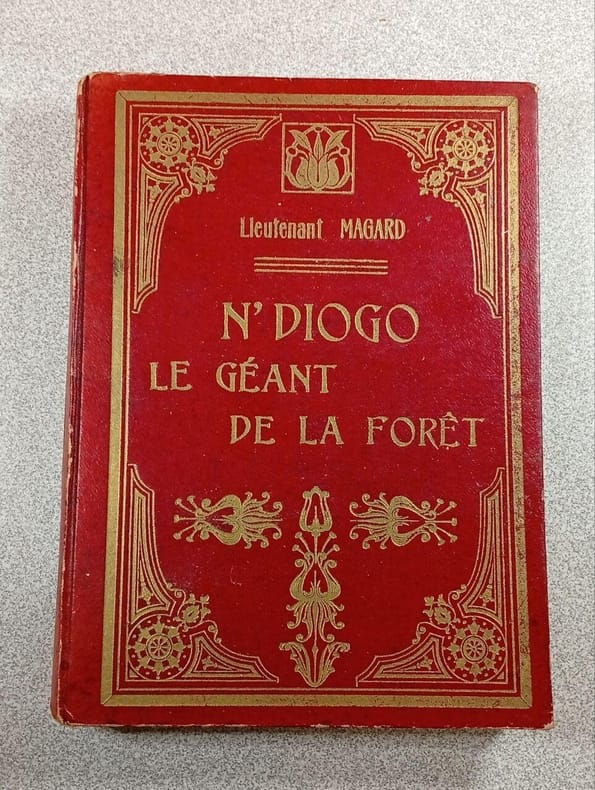 Lieutenant MAGARD
N'DIOGO
LE GÉANT
DE LA FORÊT